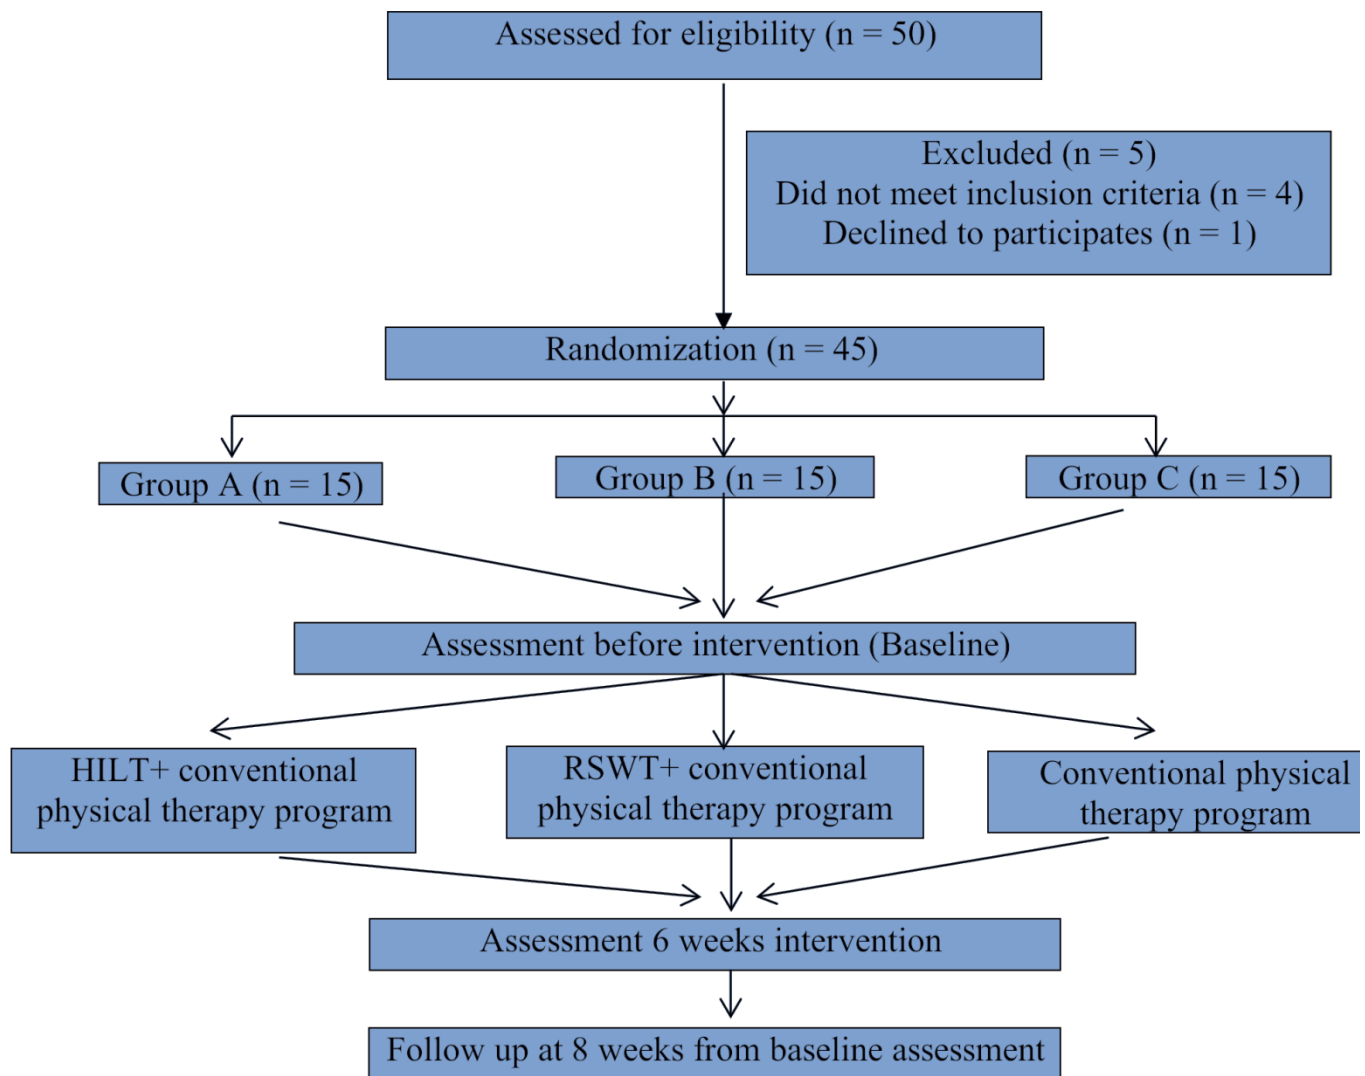 Assessed for eligibility (n = 50)
Excluded (n = 5)
Did not meet inclusion criteria (n = 4)
Declined to participates (n = 1)
Randomization (n = 45)
Group A (n = 15)
Group B (n = 15)
Group C (n = 15)
Assessment before intervention (Baseline)
HILT+ conventional
physical therapy program
RSWT+ conventional
physical therapy program
Conventional physical
therapy program
Assessment 6 weeks intervention
Follow up at 8 weeks from baseline assessment